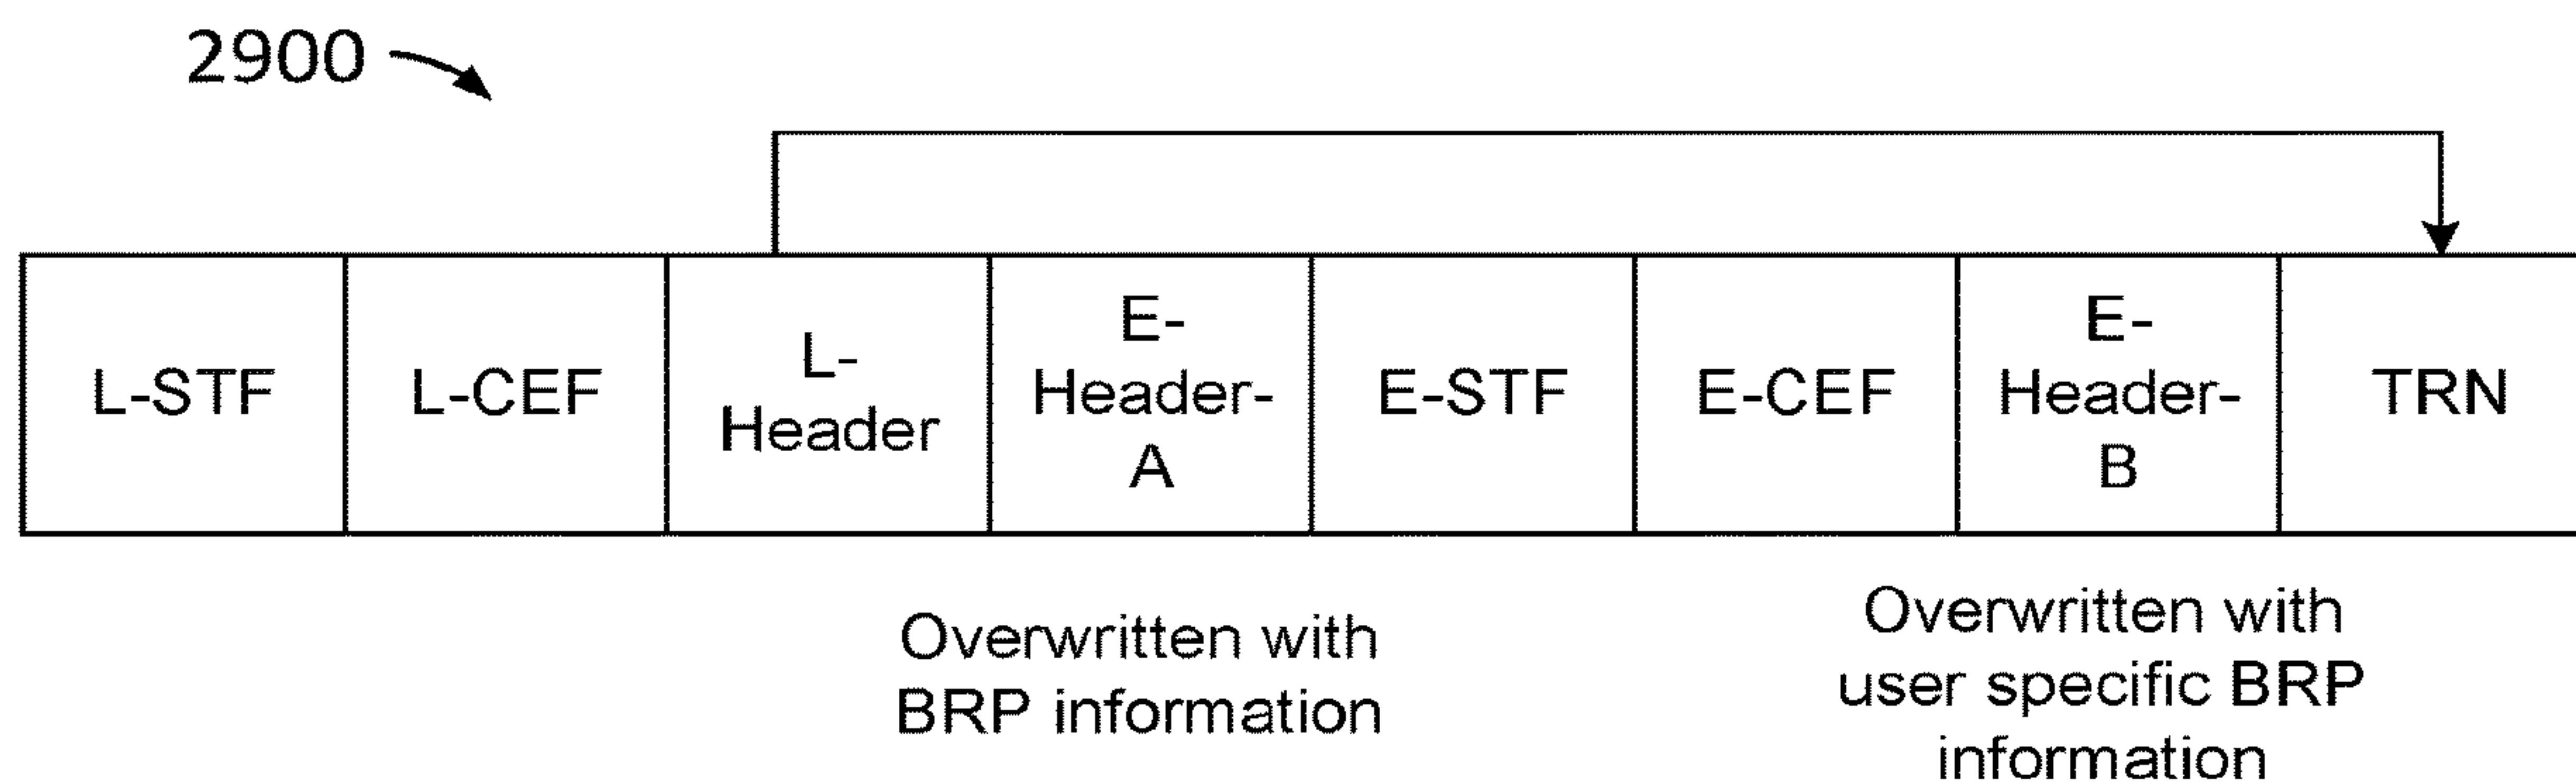 2900
L-STF
L-CEF
L-
Header
E-
Header-
A
E-STF
E-CEF
E-
Header-
B
TRN
Overwritten with
BRP information
Overwritten with
user specific BRP
information